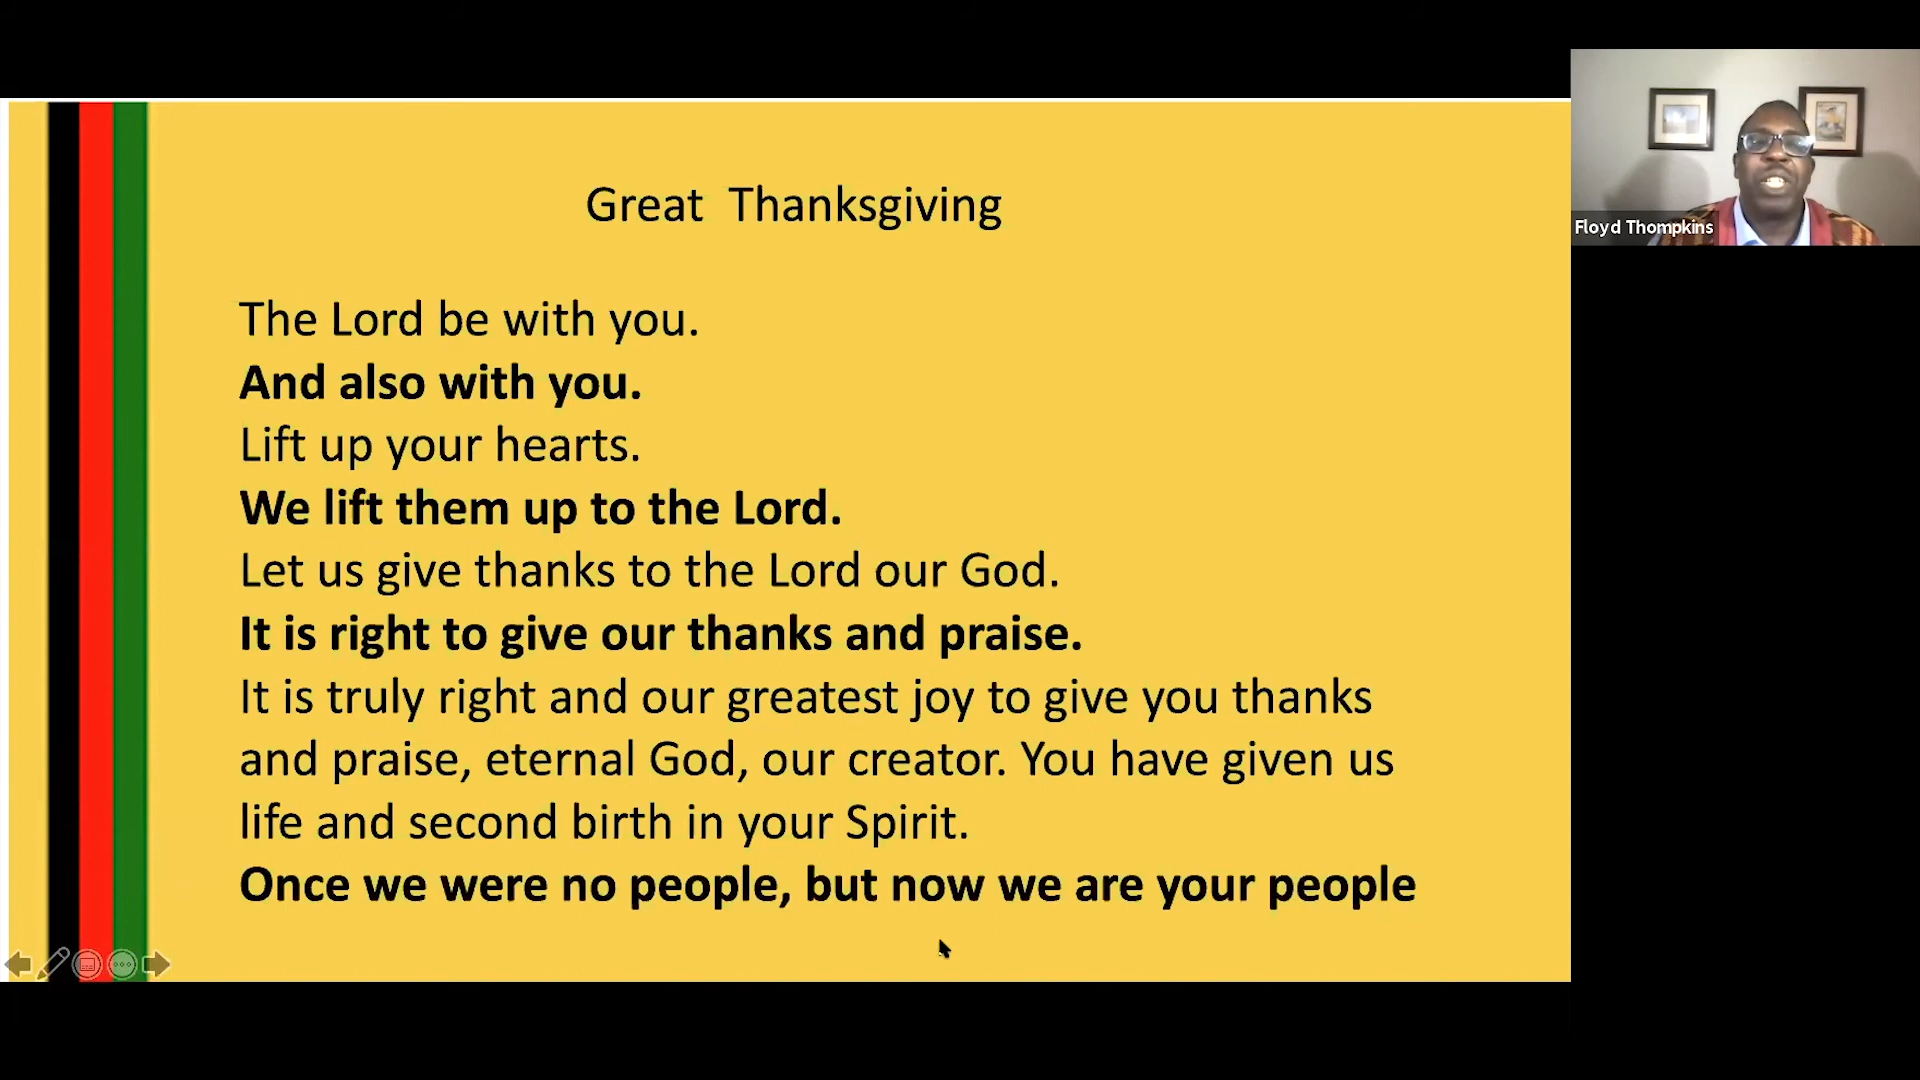 Great Thanksgiving
The Lord be with you.
And also with you.
Lift up your hearts.
We lift them up to the Lord.
Let us give thanks to the Lord our God.
It is right to give our thanks and praise.
It is truly right and our greatest joy to give you thanks
and praise, eternal God, our creator. You have given us
life and second birth in your Spirit.
Once we were no people, but now we are your people
Floyd Thompkins